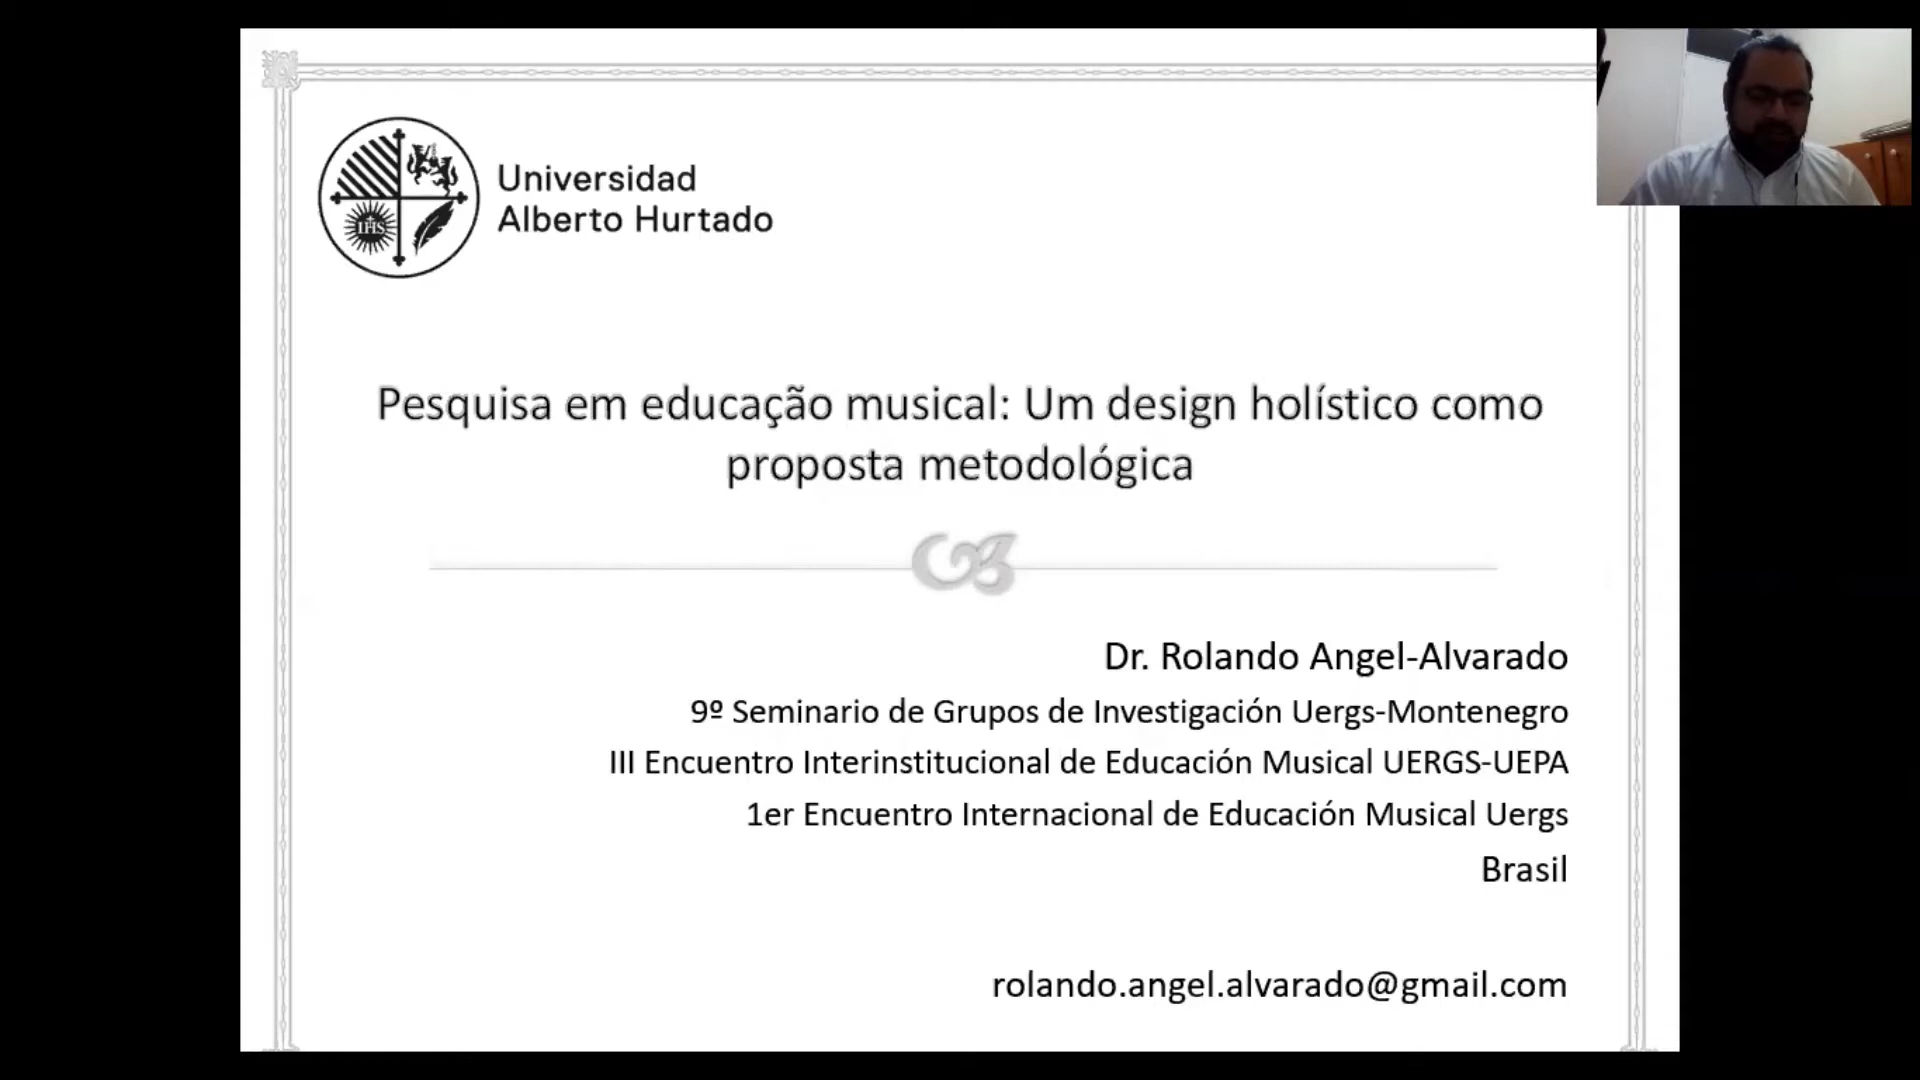 IHS
Universidad
Alberto Hurtado
Pesquisa em educação musical: Um design holístico como
proposta metodológica
Dr. Rolando Angel-Alvarado
9º Seminario de Grupos de Investigación Uergs-Montenegro
III Encuentro Interinstitucional de Educación Musical UERGS-UEPA
1er Encuentro Internacional de Educación Musical Uergs
Brasil
rolando.angel.alvarado@gmail.com